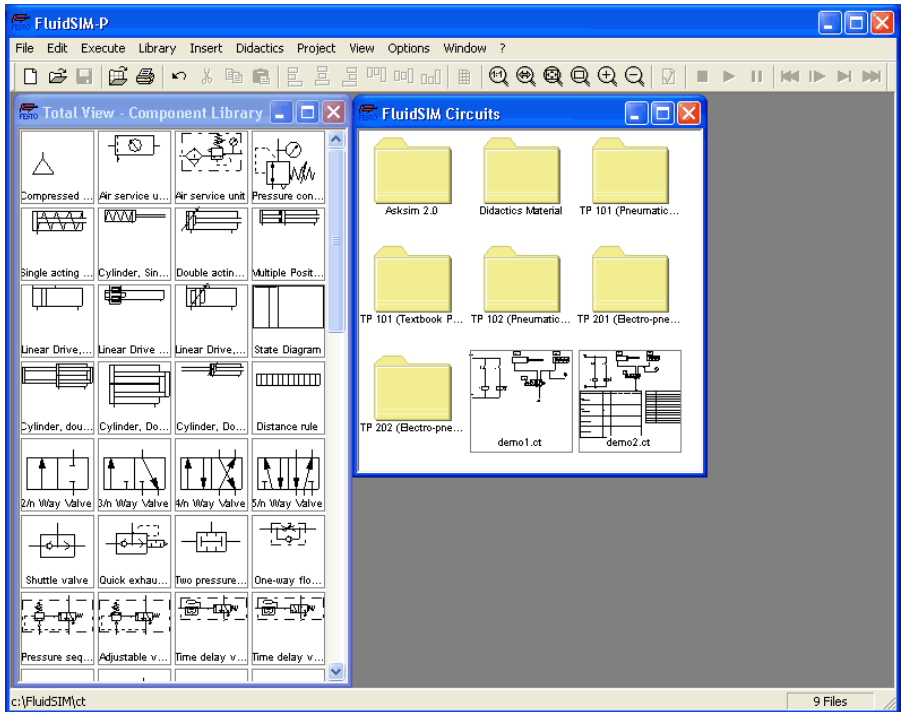 FluidSIM-P
File Edit Execute Library Insert Didactics Project View Options Window ?
Total View - Component Library
Compressed ... Air service u... Air service unit Pressure con...
Single acting ... Cylinder, Sin... Double actin... Multiple Posit...
Linear Drive,... Linear Drive ... Linear Drive,... State Diagram
Cylinder, dou... Cylinder, Do... Cylinder, Do... Distance rule
2/n Way Valve 3/n Way Valve 4/n Way Valve 5/n Way Valve
Shuttle valve Quick exhau... Two pressure... One-way flo...
Pressure seq... Adjustable v... Time delay v... Time delay v...
FluidSIM Circuits
Asksim 2.0 Didactics Material TP 101 (Pneumatic...
TP 101 (Textbook P... TP 102 (Pneumatic... TP 201 (Electro-pne...
TP 202 (Electro-pne... demo1.ct demo2.ct
c:\FluidSIM\ct 9 Files